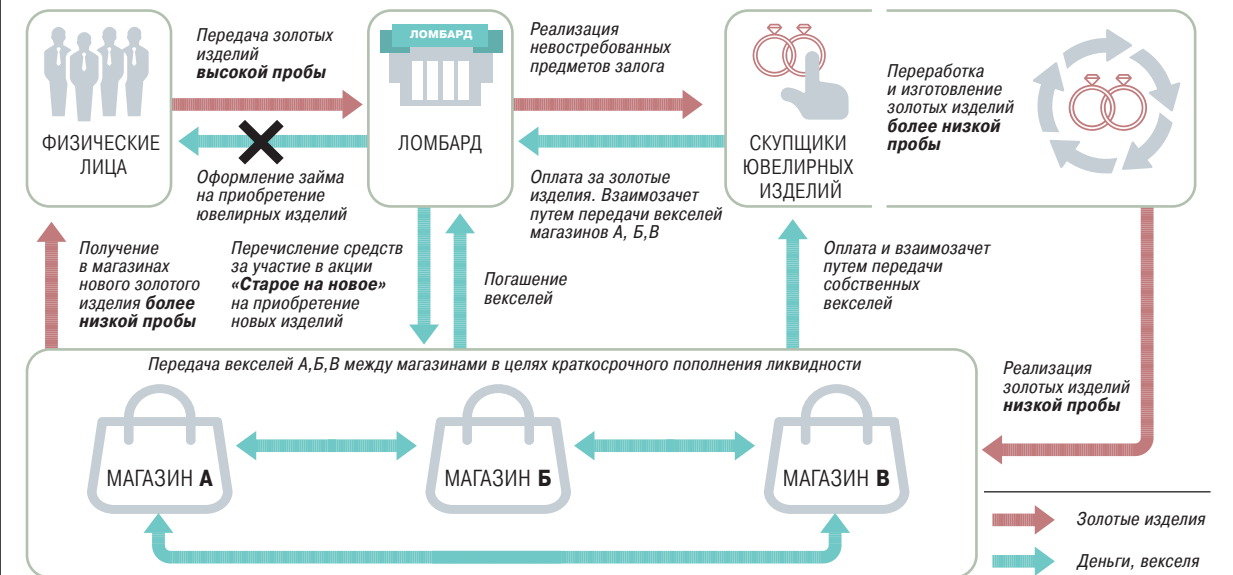 Передача золотых
изделий
высокой пробы
ФИЗИЧЕСКИЕ
ЛИЦА
Оформление займа
на приобретение
ювелирных изделий
ЛОМБАРД
ЛОМБАРД
Реализация
невостребованных
предметов залога
Оплата за золотые
изделия. Взаимозачет
путем передачи векселей
магазинов А, Б,В
СКУПЩИКИ
ЮВЕЛИРНЫХ
ИЗДЕЛИЙ
Переработка
и изготовление
золотых изделий
более низкой
пробы
Получение
в магазинах
нового золотого
изделия более
низкой пробы
Перечисление средств
за участие в акции
«Старое на новое»
на приобретение
новых изделий
Погашение
векселей
Оплата и взаимозачет
путем передачи
собственных
векселей
Реализация
золотых изделий
низкой пробы
Передача векселей А,Б,В между магазинами в целях краткосрочного пополнения ликвидности
МАГАЗИН А
МАГАЗИН Б
МАГАЗИН В
Золотые изделия
Деньги, векселя